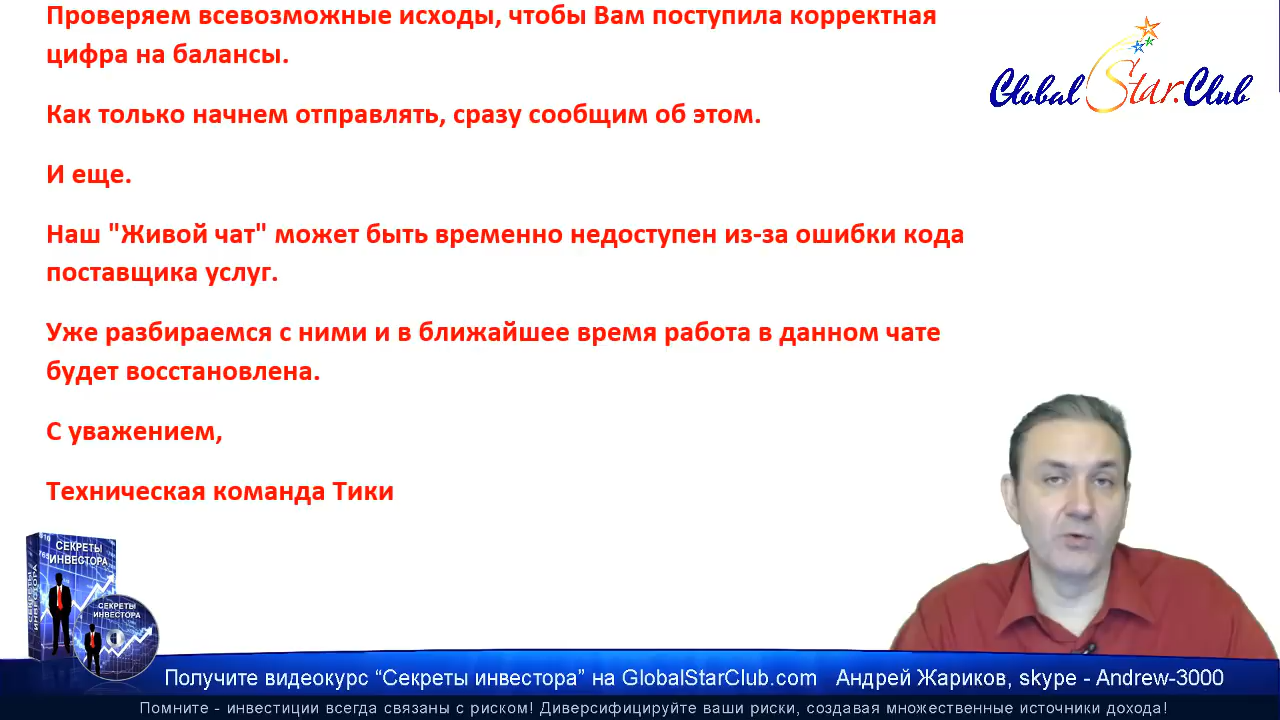 Проверяем всевозможные исходы, чтобы Вам поступила корректная
цифра на балансы.
Как только начнем отправлять, сразу сообщим об этом.
И еще.
Наш "Живой чат" может быть временно недоступен из-за ошибки кода
поставщика услуг.
Уже разбираемся с ними и в ближайшее время работа в данном чате
будет восстановлена.
С уважением,
Техническая команда Тики
Global Star.Club
СЕКРЕТЫ
ИНВЕСТОРА
СЕКРЕТЫ ИНВЕСТОРА
СЕКРЕТЫ
ИНВЕСТОРА
Получите видеокурс “Секреты инвестора” на GlobalStarClub.com Андрей Жариков, skype - Andrew-3000
Помните - инвестиции всегда связаны с риском! Диверсифицируйте ваши риски, создавая множественные источники дохода!